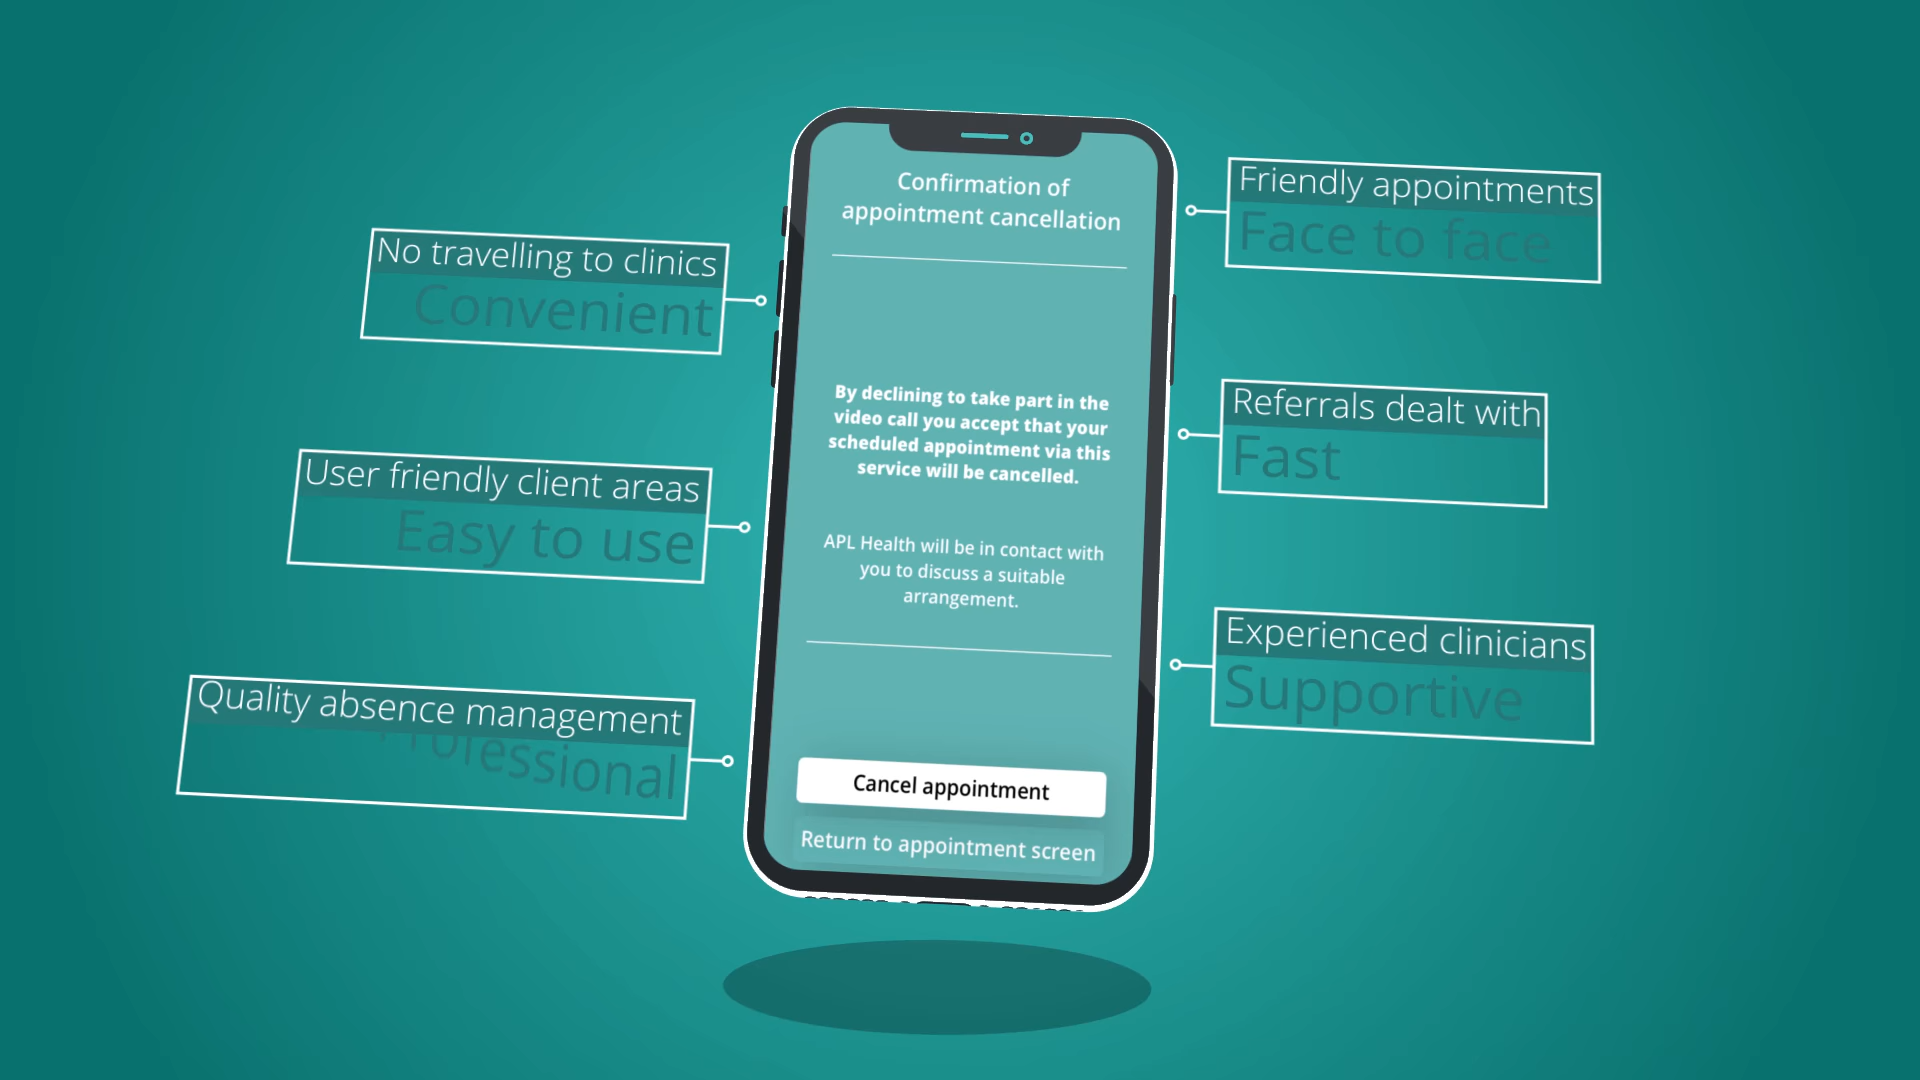 No travelling to clinics
Convenient
User friendly client areas
Easy to use
Quality absence management
Professional
Confirmation of
appointment cancellation
By declining to take part in the
video call you accept that your
scheduled appointment via this
service will be cancelled.
APL Health will be in contact with
you to discuss a suitable
arrangement.
Cancel appointment
Return to appointment screen
Friendly appointments
Face to face
Referrals dealt with
Fast
Experienced clinicians
Supportive